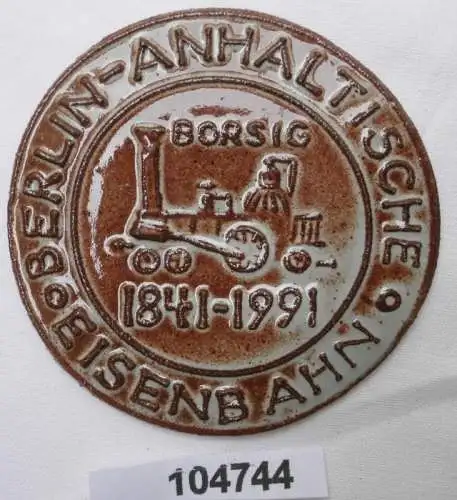 BERLIN-ANHALTISCHE
EISENBAHN
BORSIG
1841-1991
104744